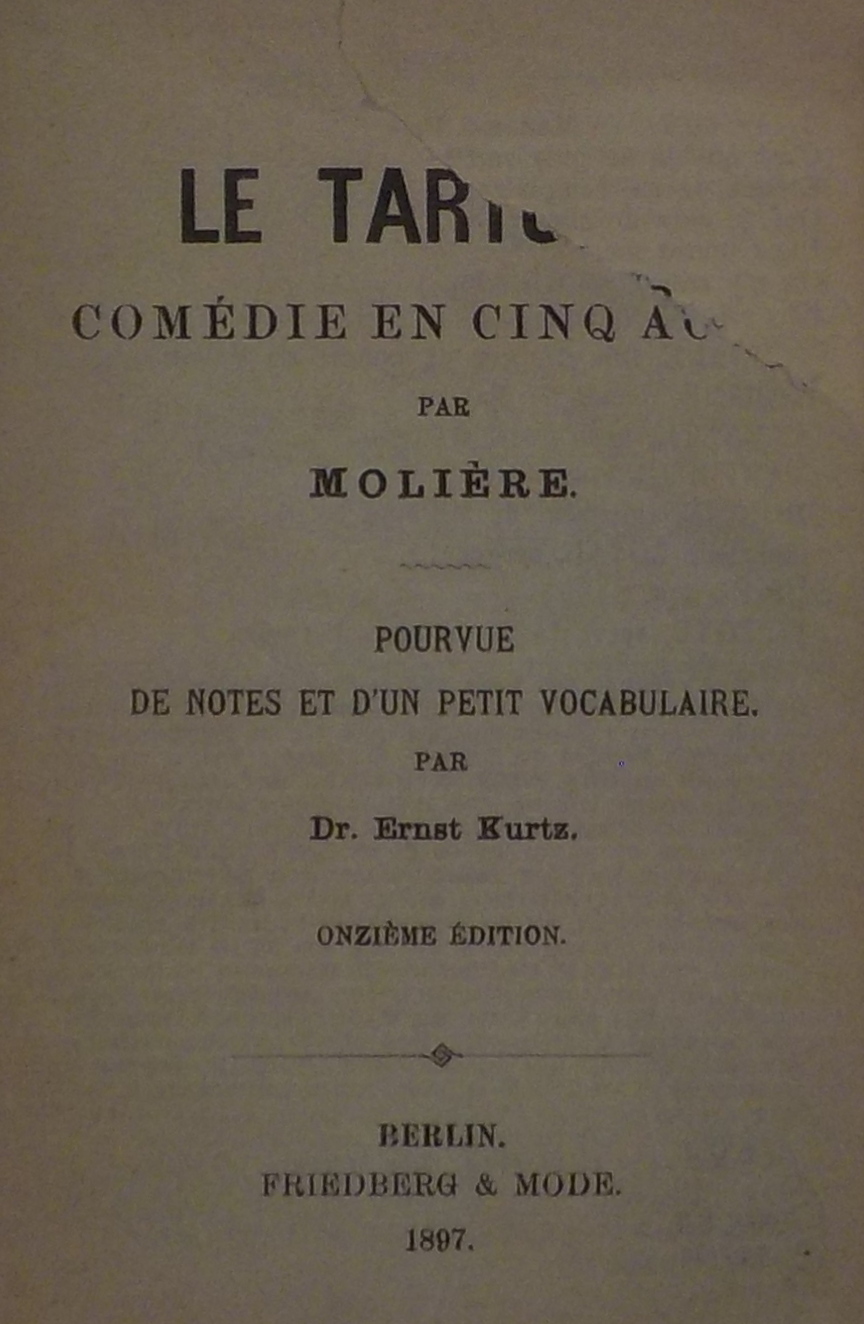 LE
COMÉDIE EN CINQ
PAR
MOLIÈRE.
POURVUE
DE NOTES ET D'UN PETIT VOCABULAIRE.
PAR
Dr. Ernst Kurtz.
ONZIÈME ÉDITION.
BERLIN.
FRIEDBERG & MODE.
1897.